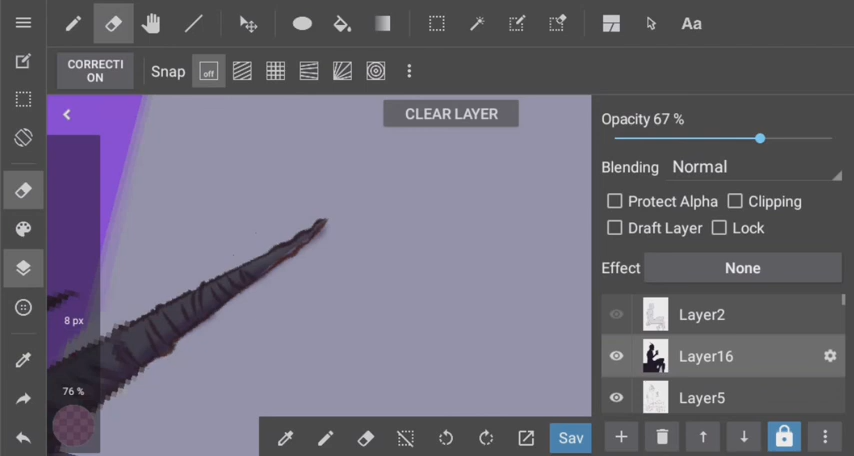 Aa
CORRECTI
ON
Snap
off
CLEAR LAYER
Opacity 67 %
Blending Normal
Protect Alpha Clipping
Draft Layer Lock
Effect None
Layer2
8 px
Layer16
76 %
Layer5
Sav